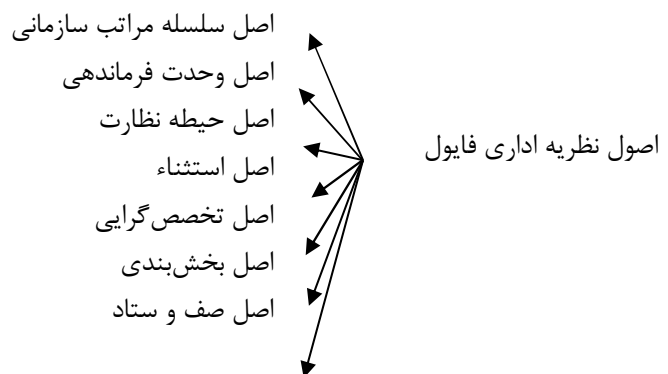 اصل سلسله مراتب سازمانی
اصل وحدت فرماندهی
اصل حیطه نظارت
اصول نظریه اداری فایول
اصل استثناء
اصل تخصص‌گرایی
اصل بخش‌بندی
اصل صف و ستاد